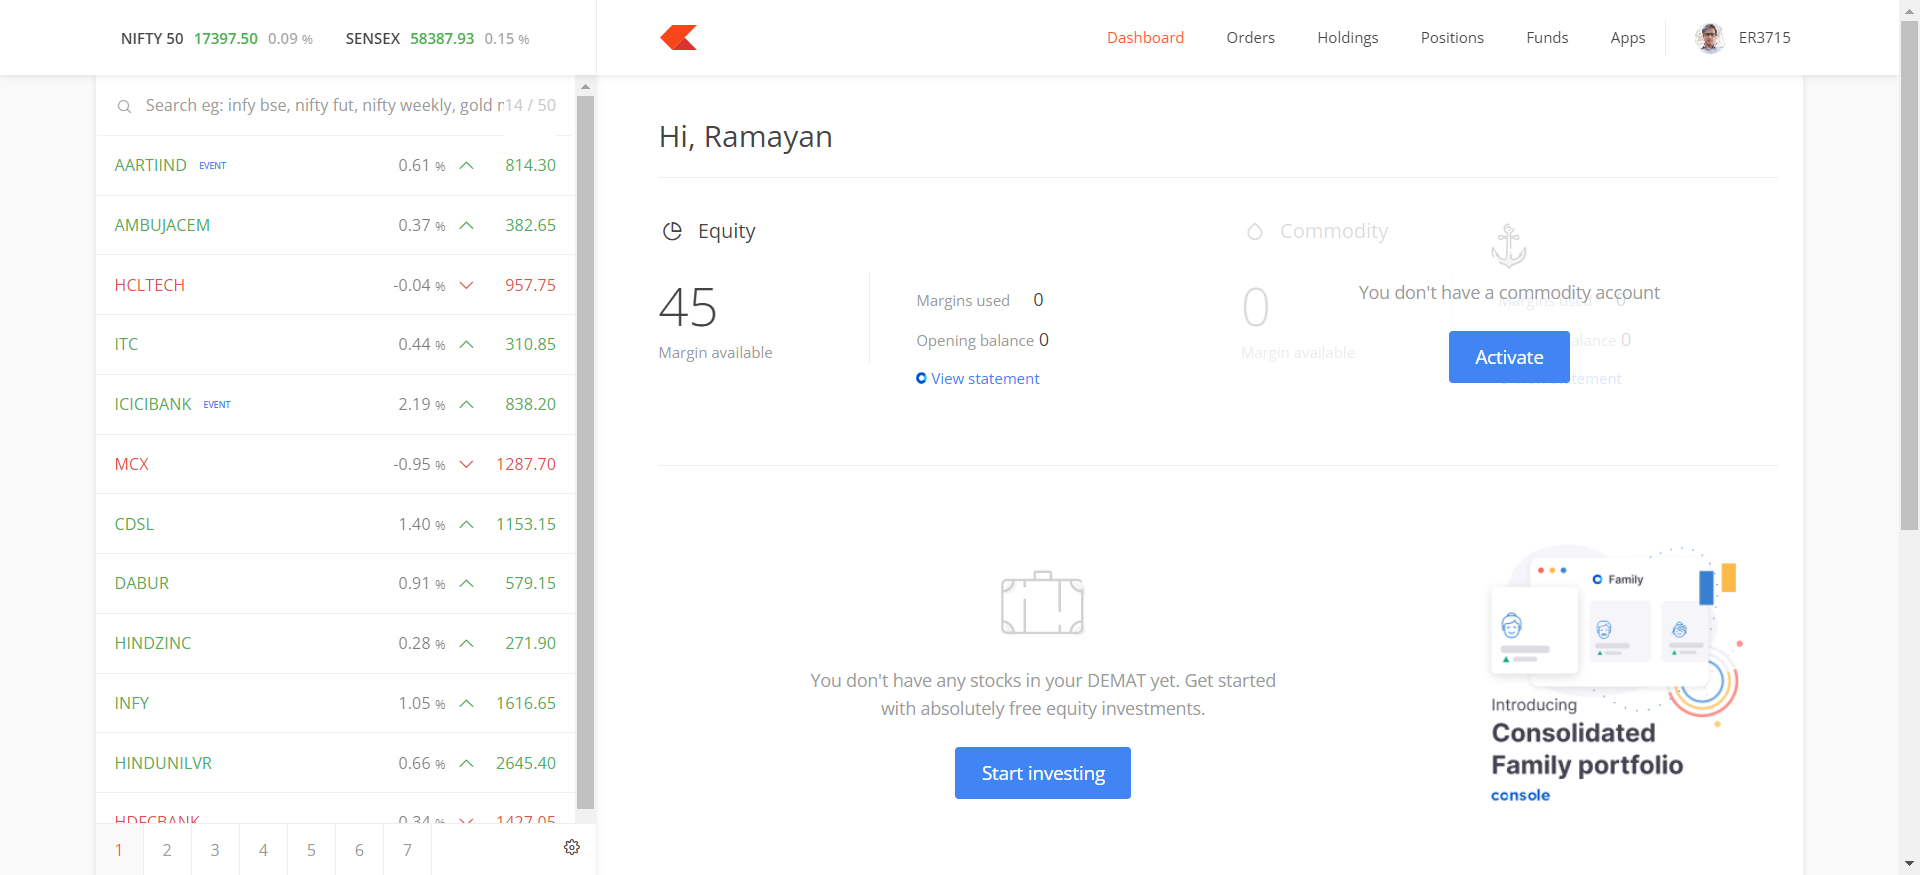 NIFTY 50 17397.50 0.09 % SENSEX 58387.93 0.15 %
Dashboard Orders Holdings Positions Funds Apps ER3715
Search eg: infy bse, nifty fut, nifty weekly, gold 14 / 50
AARTIIND EVENT 0.61 % 814.30
AMBUJACEM 0.37 % 382.65
HCLTECH -0.04 % 957.75
ITC 0.44 % 310.85
ICICIBANK EVENT 2.19 % 838.20
MCX -0.95 % 1287.70
CDSL 1.40 % 1153.15
DABUR 0.91 % 579.15
HINDZINC 0.28 % 271.90
INFY 1.05 % 1616.65
HINDUNILVR 0.66 % 2645.40
HDFCBANK 0.34 % 1427.05
1 2 3 4 5 6 7
Hi, Ramayan
Equity
45
Margin available
Margins used 0
Opening balance 0
View statement
Commodity
0
Margin available
Margins used 0
balance 0
You don't have a commodity account
Activate
You don't have any stocks in your DEMAT yet. Get started
with absolutely free equity investments.
Start investing
Family
Introducing
Consolidated
Family portfolio
console